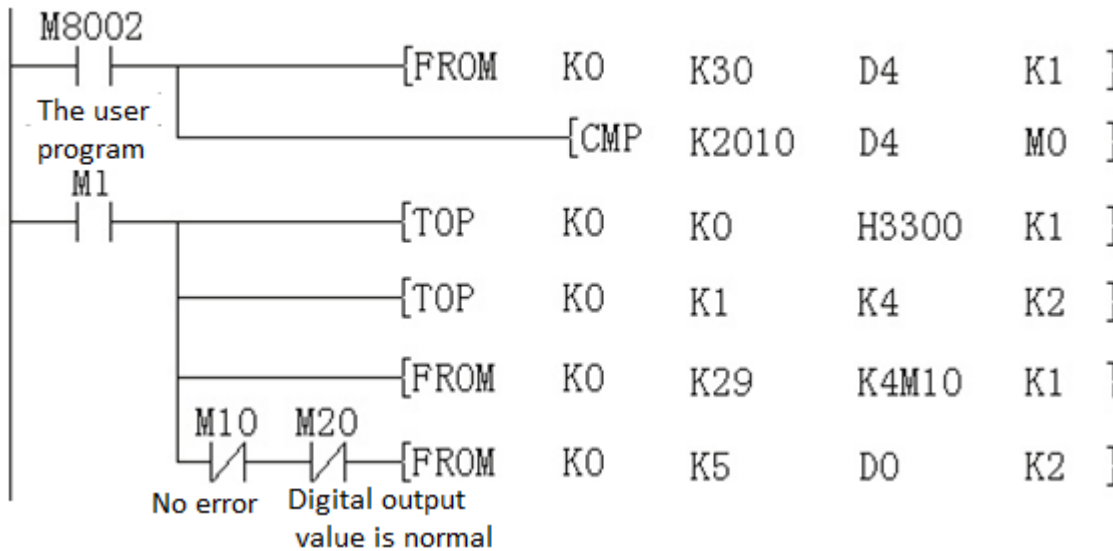 M8002
[FROM K0 K30 D4 K1 ]
The user
program
[CMP K2010 D4 M0 ]
M1
[TOP K0 K0 H3300 K1 ]
[TOP K0 K1 K4 K2 ]
[FROM K0 K29 K4M10 K1 ]
M10 M20
[FROM K0 K5 D0 K2 ]
No error
Digital output
value is normal